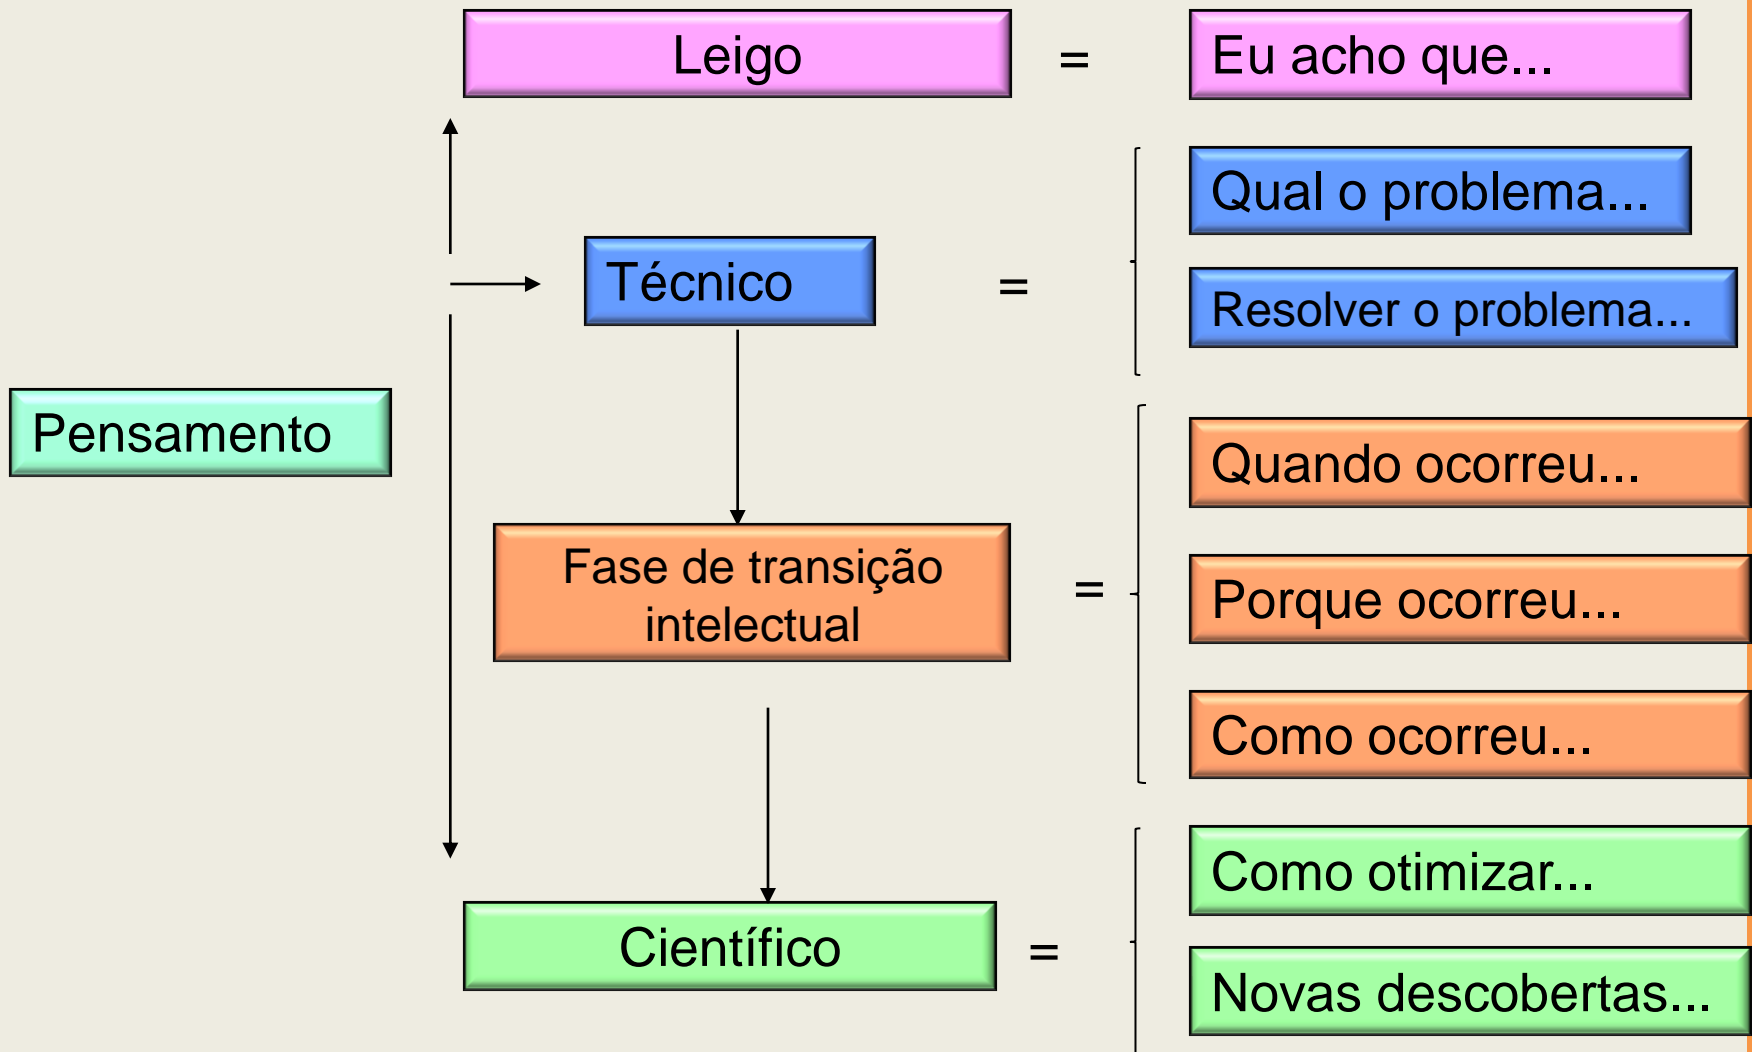 Leigo
=
Eu acho que...
Qual o problema...
Técnico
=
Resolver o problema...
Pensamento
Quando ocorreu...
Fase de transição
intelectual
=
Porque ocorreu...
Como ocorreu...
Como otimizar...
Científico
=
Novas descobertas...